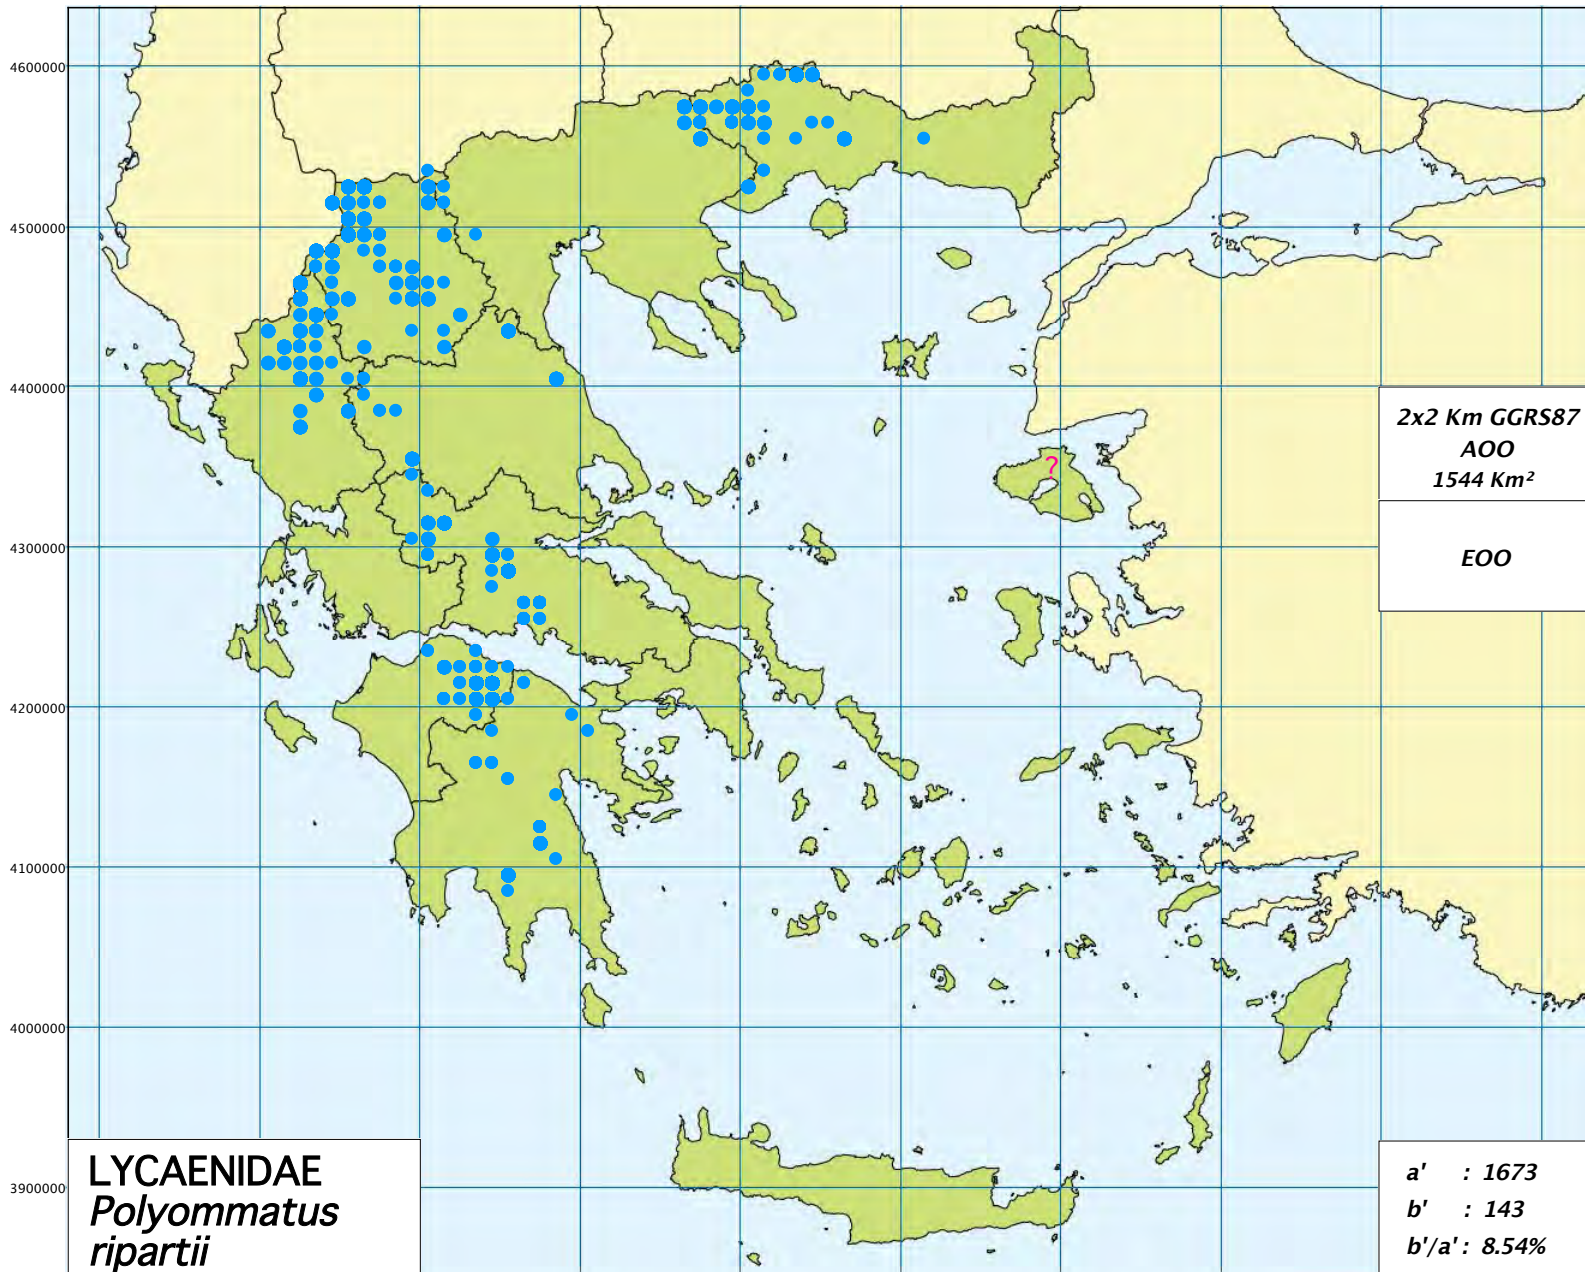 4600000
4500000
4400000
2x2 Km GGRS87
AOO
1544 Km²
?
4300000
EOO
4200000
4100000
4000000
3900000
LYCAENIDAE
Polyommatus
ripartii
a' : 1673
b' : 143
b'/a' : 8.54%